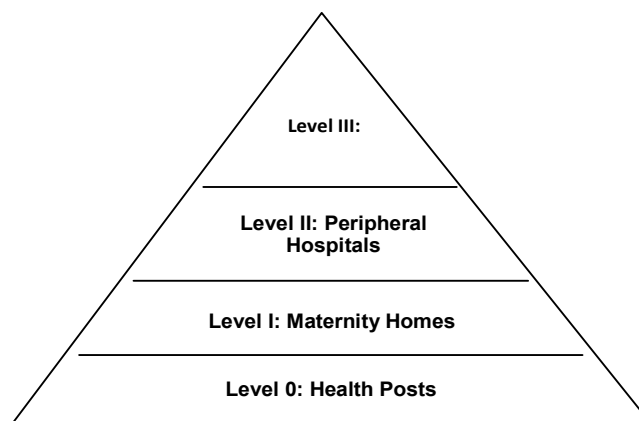 Level III:
Level II: Peripheral
Hospitals
Level I: Maternity Homes
Level 0: Health Posts